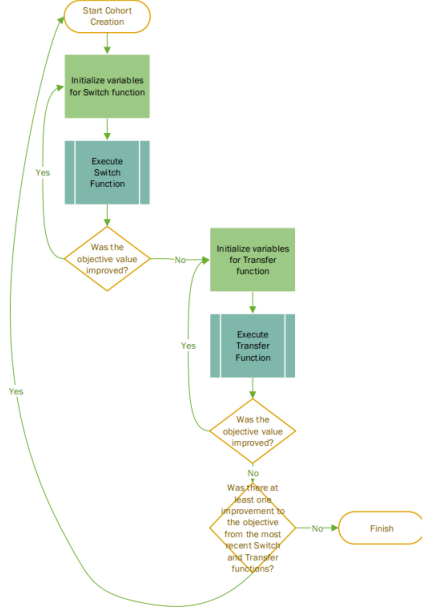 Start Cohort
Creation
Initialize variables
for Switch function
Execute
Switch
Function
Yes
Was the
objective value
improved?
No
Initialize variables
for Transfer
function
Execute
Transfer
Function
Yes
Was the
objective value
improved?
Yes
No
Was there at
least one
improvement to
the objective
from the most
recent Switch
and Transfer
functions?
No
Finish